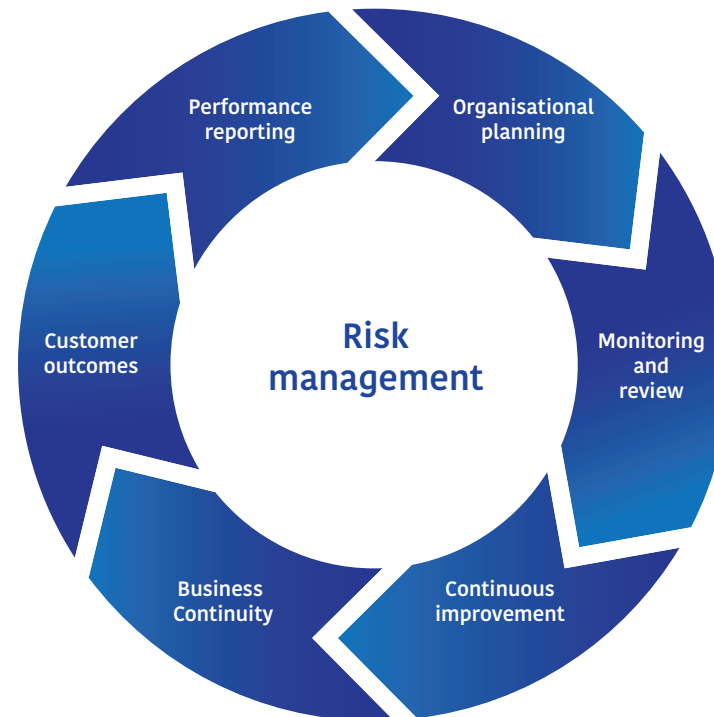 Performance
reporting
Organisational
planning
Customer
outcomes
Risk
management
Monitoring
and
review
Business
Continuity
Continuous
improvement